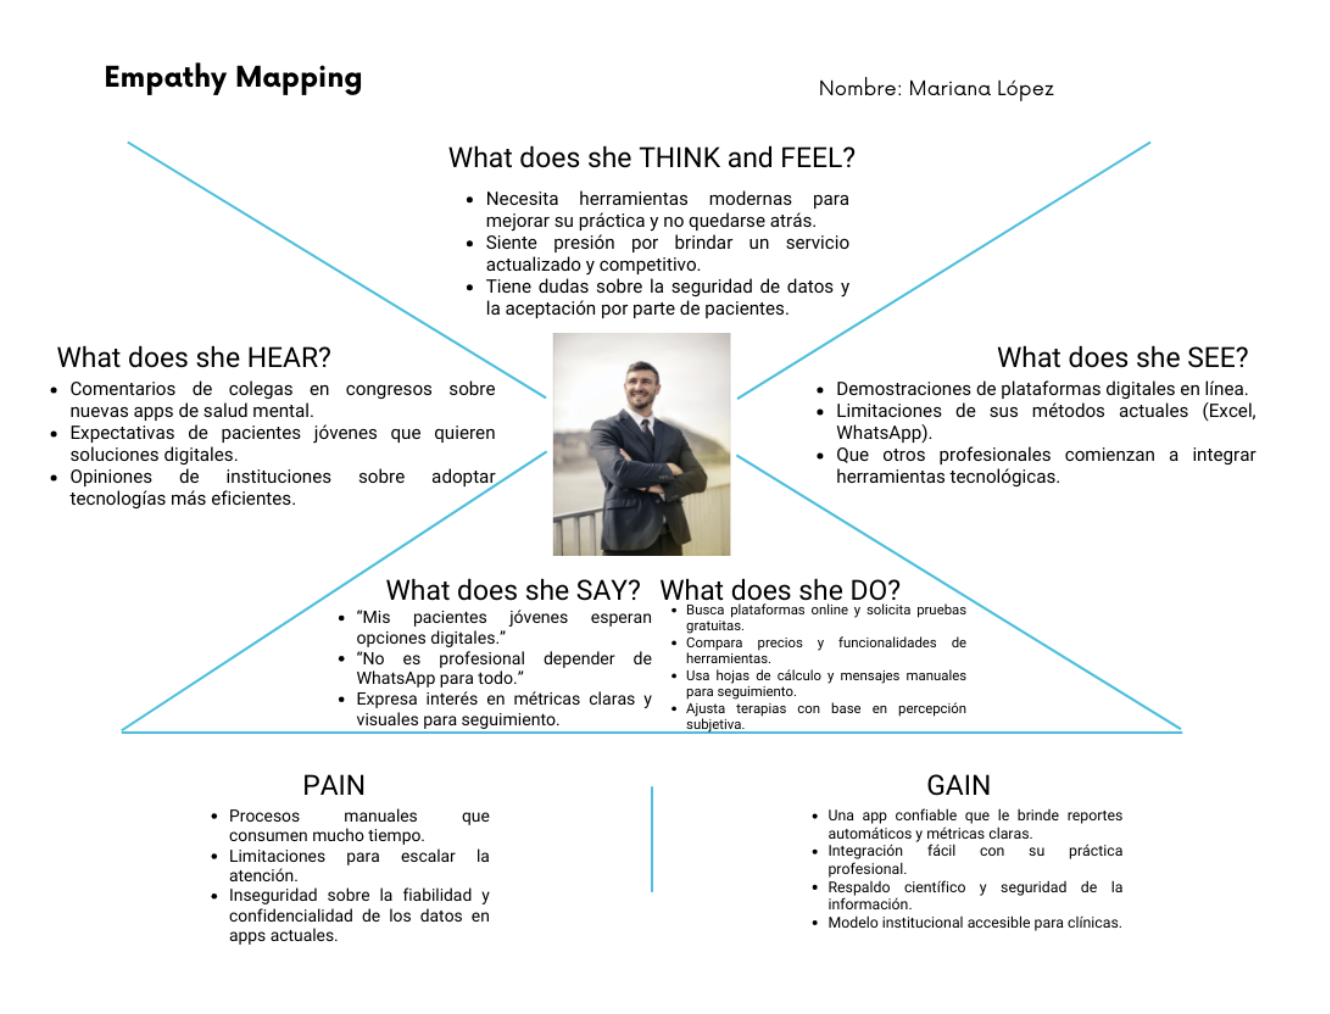 Empathy Mapping
Nombre: Mariana López
What does she THINK and FEEL?
• Necesita herramientas modernas para
mejorar su práctica y no quedarse atrás.
• Siente presión por brindar un servicio
actualizado y competitivo.
• Tiene dudas sobre la seguridad de datos y
la aceptación por parte de pacientes.
What does she HEAR?
• Comentarios de colegas en congresos sobre
nuevas apps de salud mental.
• Expectativas de pacientes jóvenes que quieren
soluciones digitales.
• Opiniones de instituciones sobre adoptar
tecnologías más eficientes.
What does she SEE?
• Demostraciones de plataformas digitales en línea.
• Limitaciones de sus métodos actuales (Excel,
WhatsApp).
• Que otros profesionales comienzan a integrar
herramientas tecnológicas.
What does she SAY?
• “Mis pacientes jóvenes esperan
opciones digitales.”
• “No es profesional depender de
WhatsApp para todo.”
• Expresa interés en métricas claras y
visuales para seguimiento.
What does she DO?
• Busca plataformas online y solicita pruebas
gratuitas.
• Compara precios y funcionalidades de
herramientas.
• Usa hojas de cálculo y mensajes manuales
para seguimiento.
• Ajusta terapias con base en percepción
subjetiva.
PAIN
• Procesos manuales que
consumen mucho tiempo.
• Limitaciones para escalar la
atención.
• Inseguridad sobre la fiabilidad y
confidencialidad de los datos en
apps actuales.
GAIN
• Una app confiable que le brinde reportes
automáticos y métricas claras.
• Integración fácil con su práctica
profesional.
• Respaldo científico y seguridad de la
información.
• Modelo institucional accesible para clínicas.